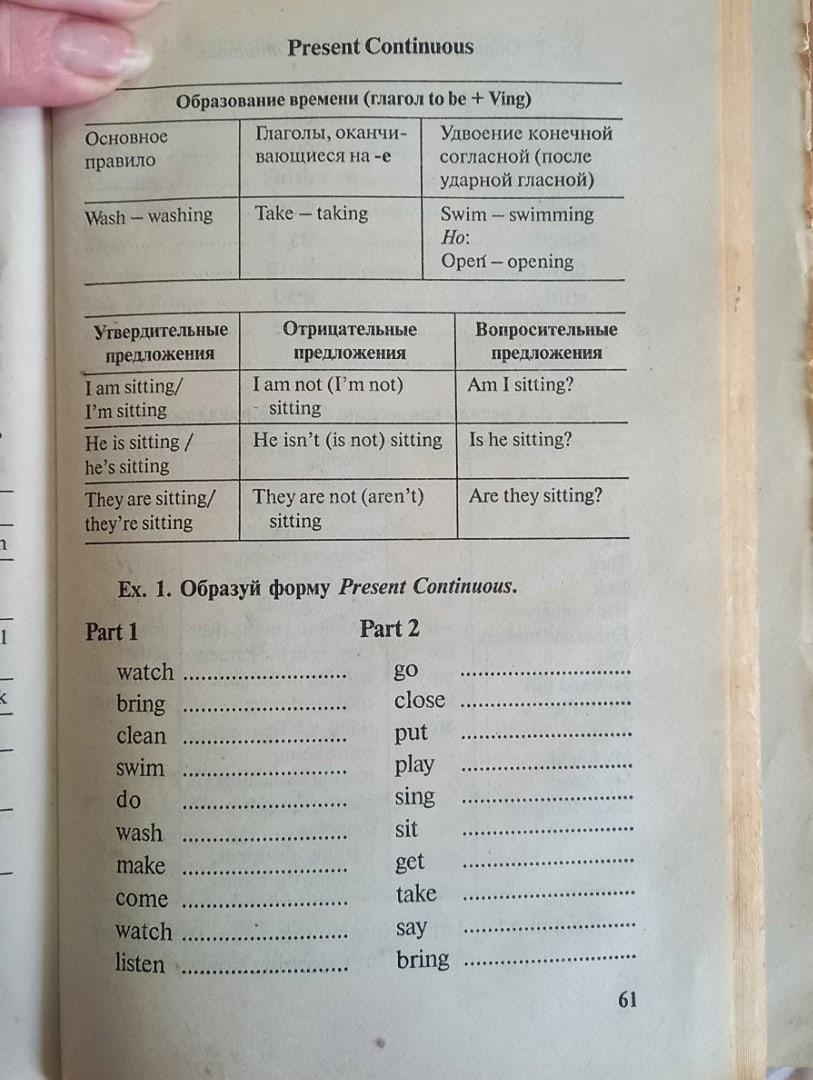 Present Continuous
Образование времени (глагол to be + Ving)
Основное правило
Глаголы, оканчи-
вающиеся на -е
Удвоение конечной
согласной (после
ударной гласной)
Wash – washing
Take – taking
Swim – swimming
Но:
Open – opening
Утвердительные
предложения
Отрицательные
предложения
Вопросительные
предложения
I am sitting/
I'm sitting
I am not (I'm not)
sitting
Am I sitting?
He is sitting /
he's sitting
He isn't (is not) sitting
Is he sitting?
They are sitting/
they're sitting
They are not (aren't)
sitting
Are they sitting?
Ex. 1. Образуй форму Present Continuous.
Part 1 Part 2
watch ........................... go ............................
bring ........................... close ............................
clean ........................... put ............................
swim ........................... play ............................
do ........................... sing ............................
wash ........................... sit ............................
make ........................... get ............................
come ........................... take ............................
watch ........................... say ............................
listen ........................... bring ............................
61